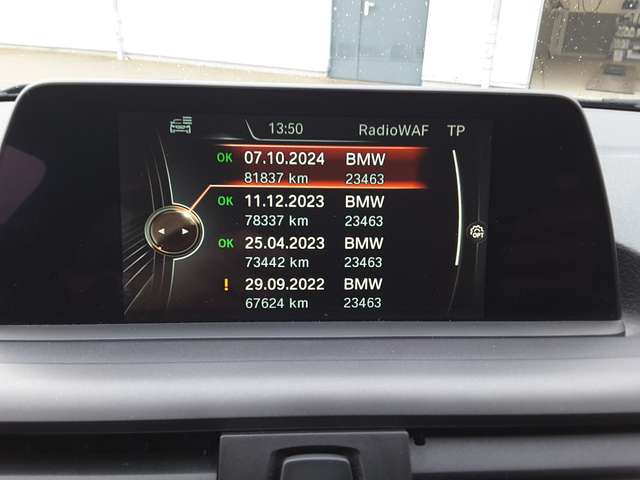 13:50 RadioWAF TP
OK 07.10.2024 BMW
81837 km 23463
OK 11.12.2023 BMW
78337 km 23463
OK 25.04.2023 BMW
73442 km 23463
! 29.09.2022 BMW
67624 km 23463
OPT